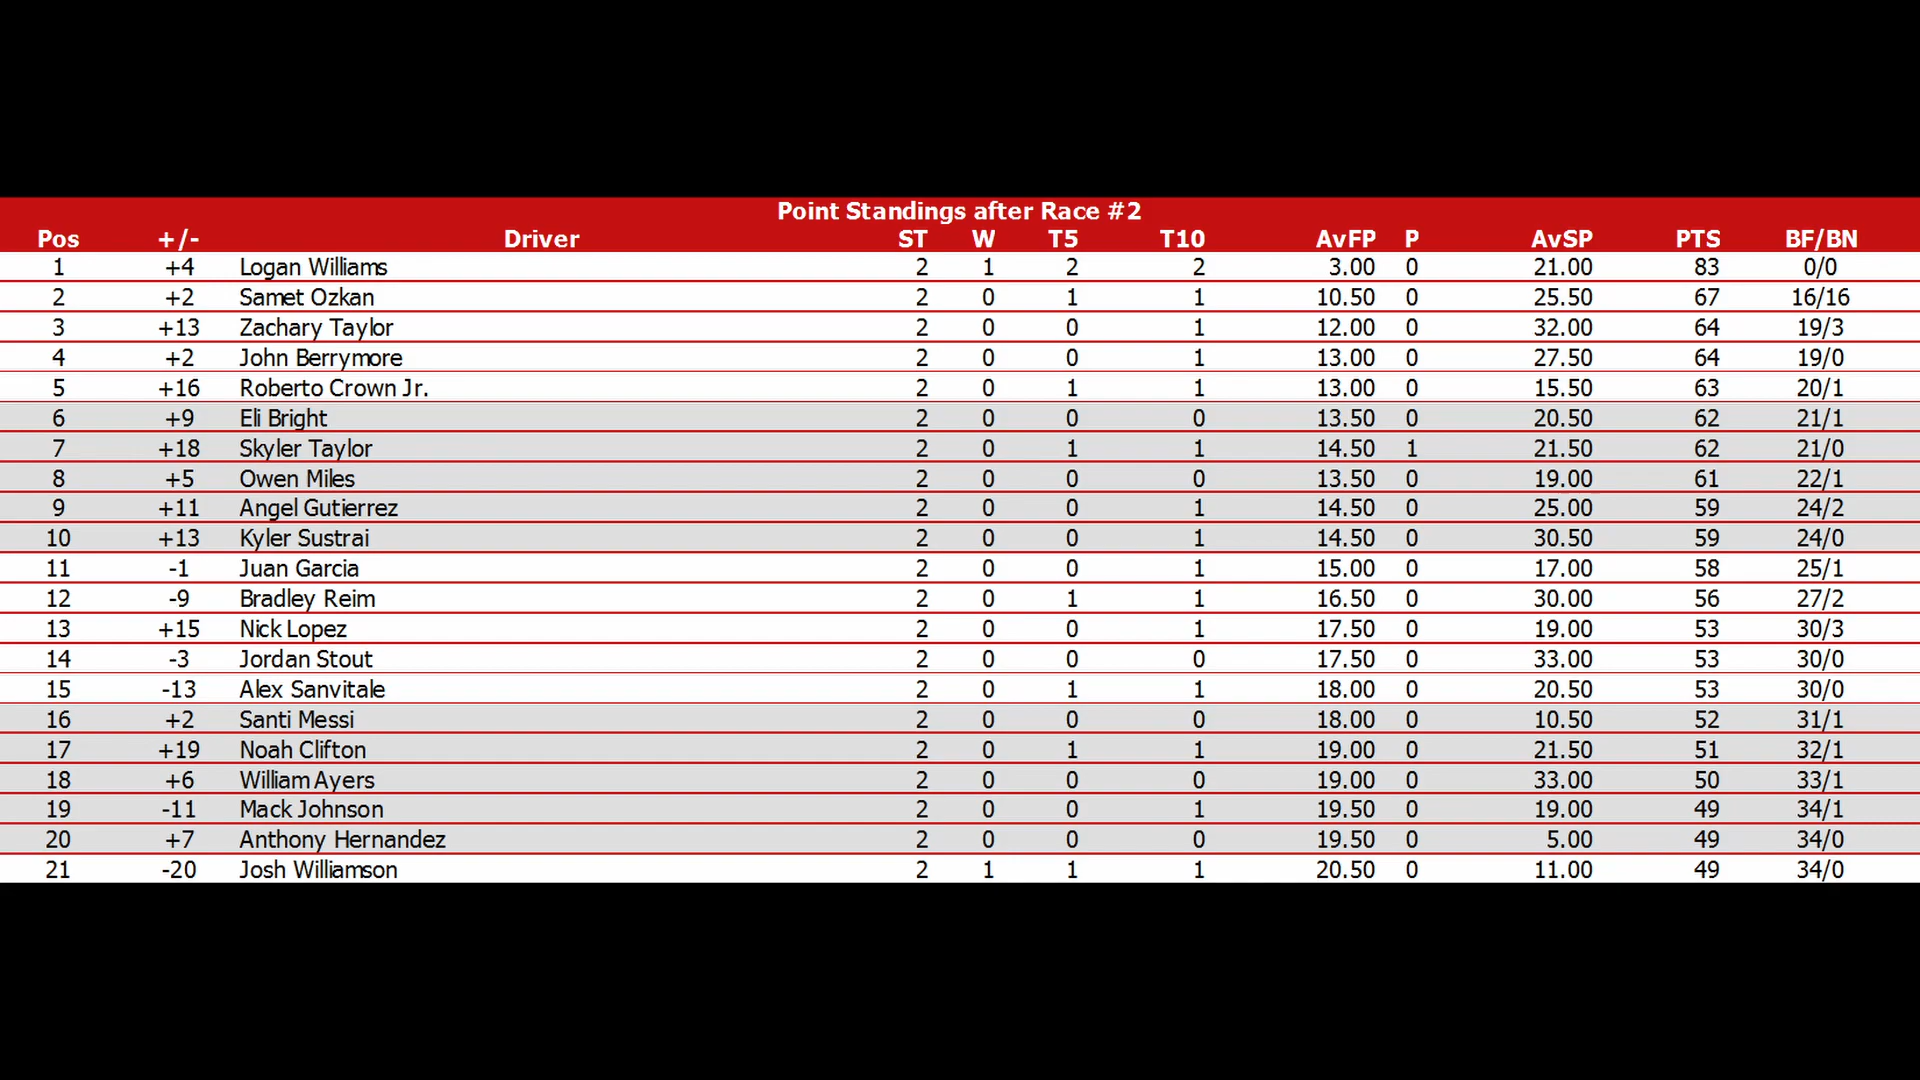 Point Standings after Race #2
Pos +/- Driver ST W T5 T10 AvFP P AvSP PTS BF/BN
1 +4 Logan Williams 2 1 2 2 3.00 0 21.00 83 0/0
2 +2 Samet Ozkan 2 0 1 1 10.50 0 25.50 67 16/16
3 +13 Zachary Taylor 2 0 0 1 12.00 0 32.00 64 19/3
4 +2 John Berrymore 2 0 0 1 13.00 0 27.50 64 19/0
5 +16 Roberto Crown Jr. 2 0 1 1 13.00 0 15.50 63 20/1
6 +9 Eli Bright 2 0 0 0 13.50 0 20.50 62 21/1
7 +18 Skyler Taylor 2 0 1 1 14.50 1 21.50 62 21/0
8 +5 Owen Miles 2 0 0 0 13.50 0 19.00 61 22/1
9 +11 Angel Gutierrez 2 0 0 1 14.50 0 25.00 59 24/2
10 +13 Kyler Sustrai 2 0 0 1 14.50 0 30.50 59 24/0
11 -1 Juan Garcia 2 0 0 1 15.00 0 17.00 58 25/1
12 -9 Bradley Reim 2 0 1 1 16.50 0 30.00 56 27/2
13 +15 Nick Lopez 2 0 0 1 17.50 0 19.00 53 30/3
14 -3 Jordan Stout 2 0 0 0 17.50 0 33.00 53 30/0
15 -13 Alex Sanvitale 2 0 1 1 18.00 0 20.50 53 30/0
16 +2 Santi Messi 2 0 0 0 18.00 0 10.50 52 31/1
17 +19 Noah Clifton 2 0 1 1 19.00 0 21.50 51 32/1
18 +6 William Ayers 2 0 0 0 19.00 0 33.00 50 33/1
19 -11 Mack Johnson 2 0 0 1 19.50 0 19.00 49 34/1
20 +7 Anthony Hernandez 2 0 0 0 19.50 0 5.00 49 34/0
21 -20 Josh Williamson 2 1 1 1 20.50 0 11.00 49 34/0